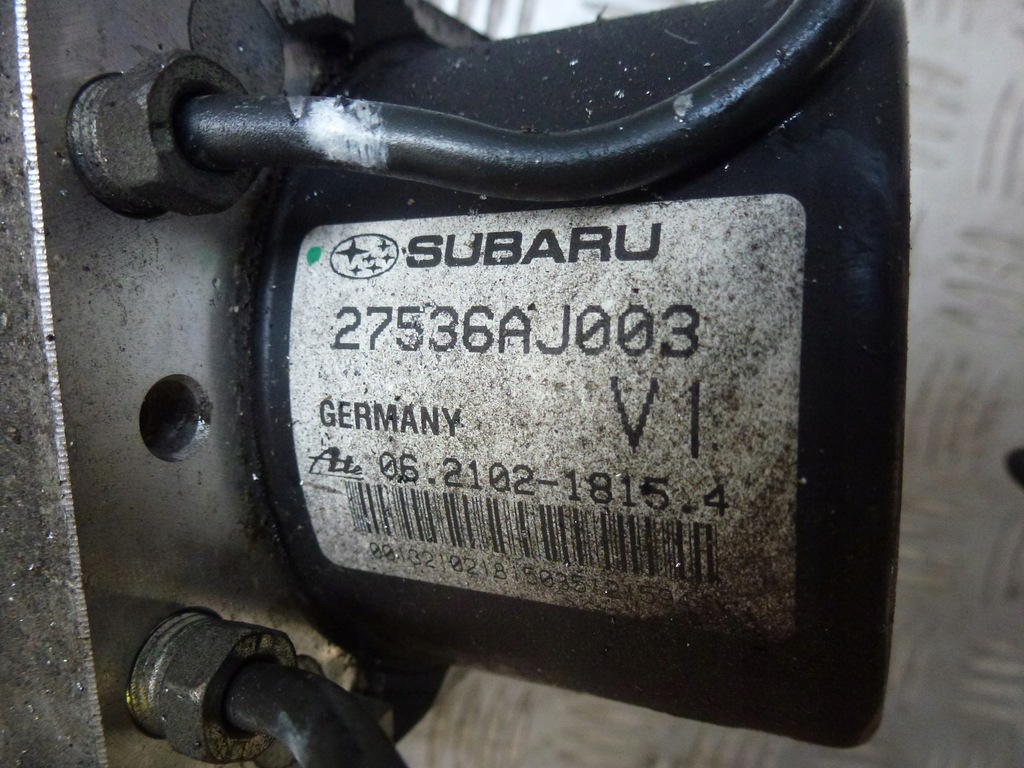 SUBARU
27536AJ003
GERMANY V1
Ate 06.2102-1815.4